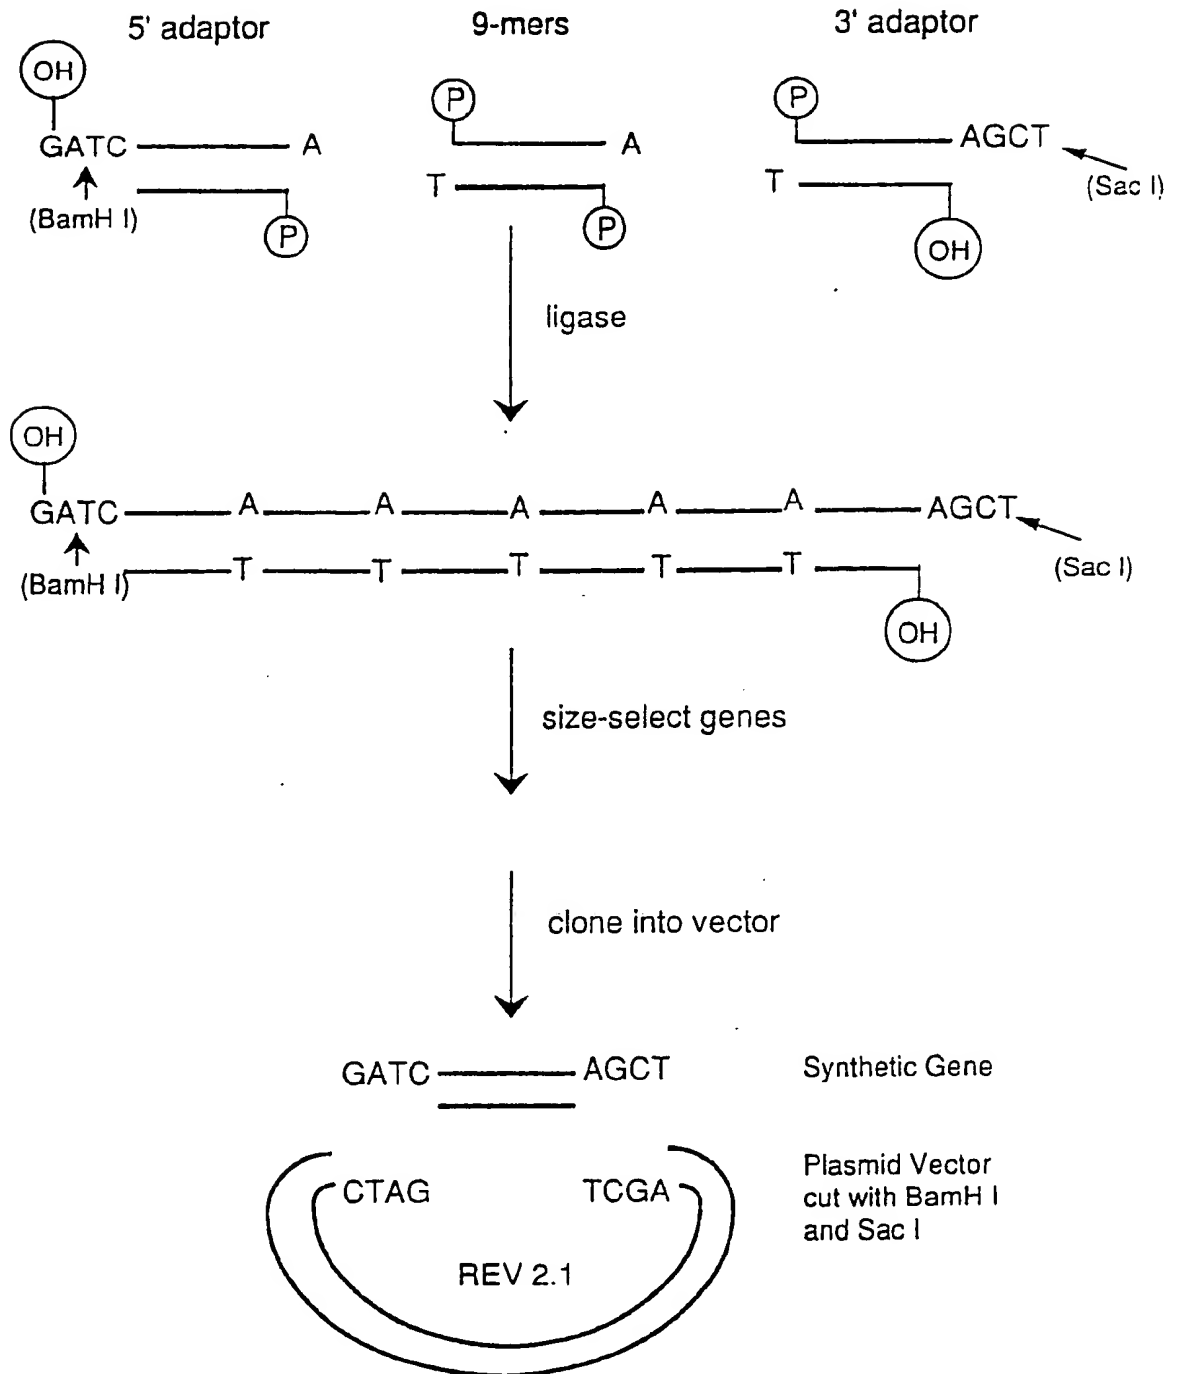 5' adaptor 9-mers 3' adaptor
OH
P P
GATC A A AGCT
T T (Sac I)
(BamH I)
P P OH
ligase
OH
GATC A A A A A AGCT
(BamH I) T T T T T (Sac I)
OH
size-select genes
clone into vector
GATC AGCT Synthetic Gene
Plasmid Vector
CTAG TCGA cut with BamH I
and Sac I
REV 2.1